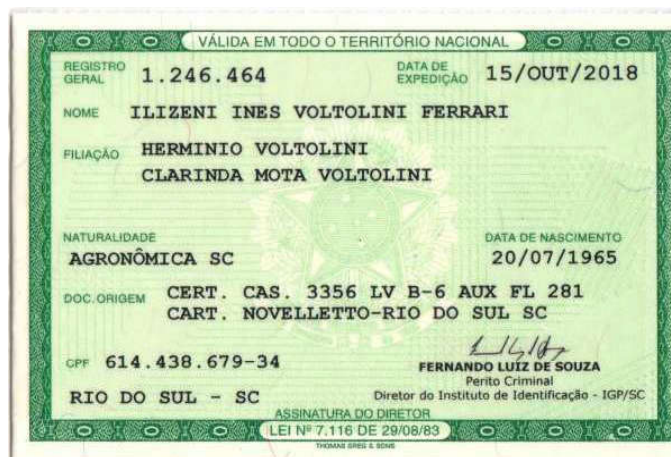 VÁLIDA EM TODO O TERRITÓRIO NACIONAL
REGISTRO GERAL 1.246.464 DATA DE EXPEDIÇÃO 15/OUT/2018
NOME ILIZENI INES VOLTOLINI FERRARI
FILIAÇÃO HERMINIO VOLTOLINI
CLARINDA MOTA VOLTOLINI
NATURALIDADE DATA DE NASCIMENTO
AGRONÔMICA SC 20/07/1965
DOC. ORIGEM CERT. CAS. 3356 LV B-6 AUX FL 281
CART. NOVELLETTO-RIO DO SUL SC
CPF 614.438.679-34
FERNANDO LUIZ DE SOUZA
Perito Criminal
RIO DO SUL - SC Diretor do Instituto de Identificação - IGP/SC
ASSINATURA DO DIRETOR
LEI Nº 7.116 DE 29/08/83
THOMAS GREG & SONS